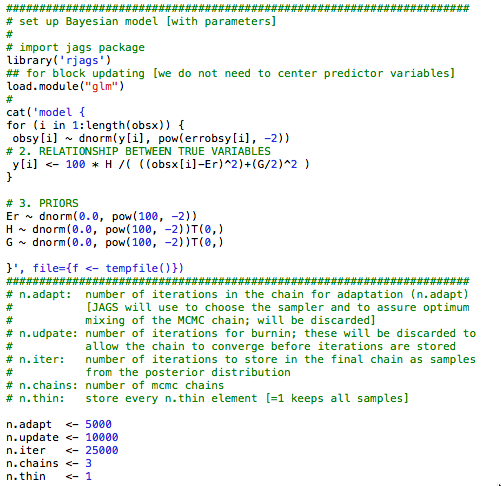 ######################################################################
# set up Bayesian model [with parameters]
#
# import jags package
library('rjags')
## for block updating [we do not need to center predictor variables]
load.module("glm")
#
cat('model {
for (i in 1:length(obsx)) {
 obsy[i] ~ dnorm(y[i], pow(errobsy[i], -2))
# 2. RELATIONSHIP BETWEEN TRUE VARIABLES
 y[i] <- 100 * H /( ((obsx[i]-Er)^2)+(G/2)^2 )
}

# 3. PRIORS
Er ~ dnorm(0.0, pow(100, -2))
H ~ dnorm(0.0, pow(100, -2))T(0,)
G ~ dnorm(0.0, pow(100, -2))T(0,)

}', file={f <- tempfile()})
######################################################################
# n.adapt:  number of iterations in the chain for adaptation (n.adapt)
#           [JAGS will use to choose the sampler and to assure optimum
#           mixing of the MCMC chain; will be discarded]
# n.udpate: number of iterations for burnin; these will be discarded to
#           allow the chain to converge before iterations are stored
# n.iter:   number of iterations to store in the final chain as samples
#           from the posterior distribution
# n.chains: number of mcmc chains
# n.thin:   store every n.thin element [=1 keeps all samples]

n.adapt  <- 5000
n.update <- 10000
n.iter   <- 25000
n.chains <- 3
n.thin   <- 1